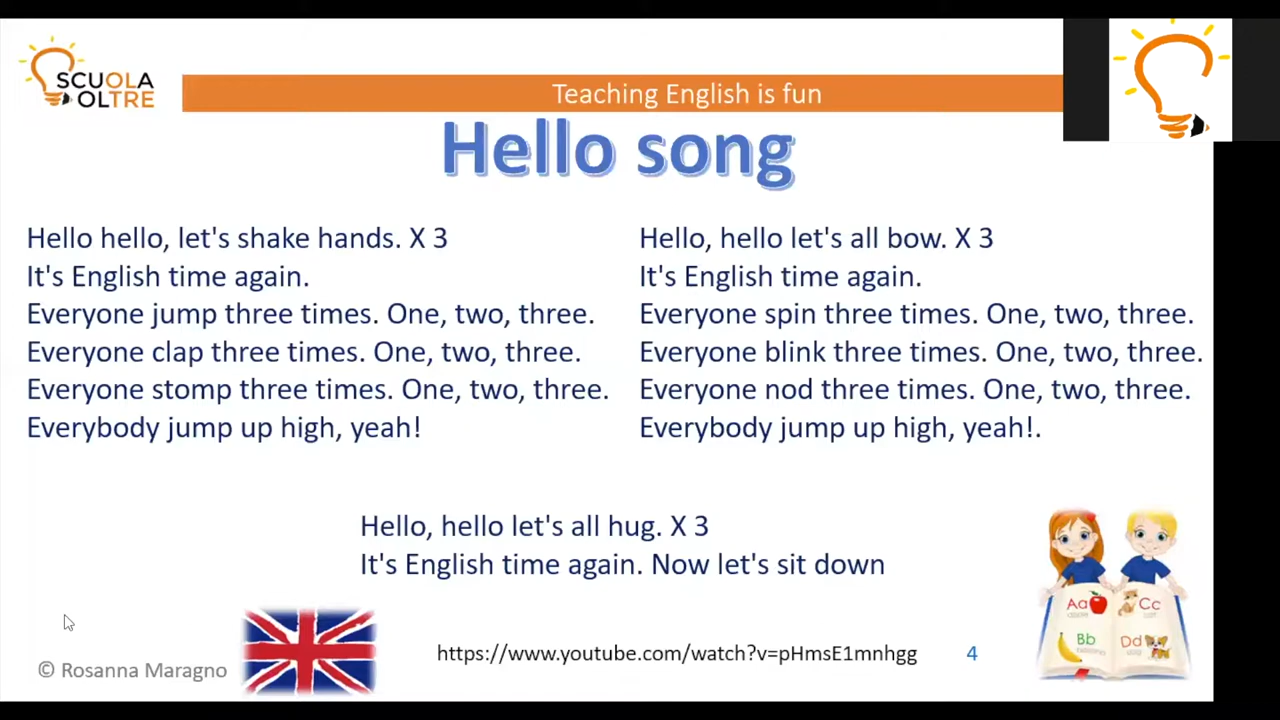 SCUOLA
OLTRE
Teaching English is fun
Hello song
Hello hello, let's shake hands. X 3
It's English time again.
Everyone jump three times. One, two, three.
Everyone clap three times. One, two, three.
Everyone stomp three times. One, two, three.
Everybody jump up high, yeah!
Hello, hello let's all bow. X 3
It's English time again.
Everyone spin three times. One, two, three.
Everyone blink three times. One, two, three.
Everyone nod three times. One, two, three.
Everybody jump up high, yeah!.
Hello, hello let's all hug. X 3
It's English time again. Now let's sit down
Aa
Cc
Bb
Dd
© Rosanna Maragno
https://www.youtube.com/watch?v=pHmsE1mnhgg
4